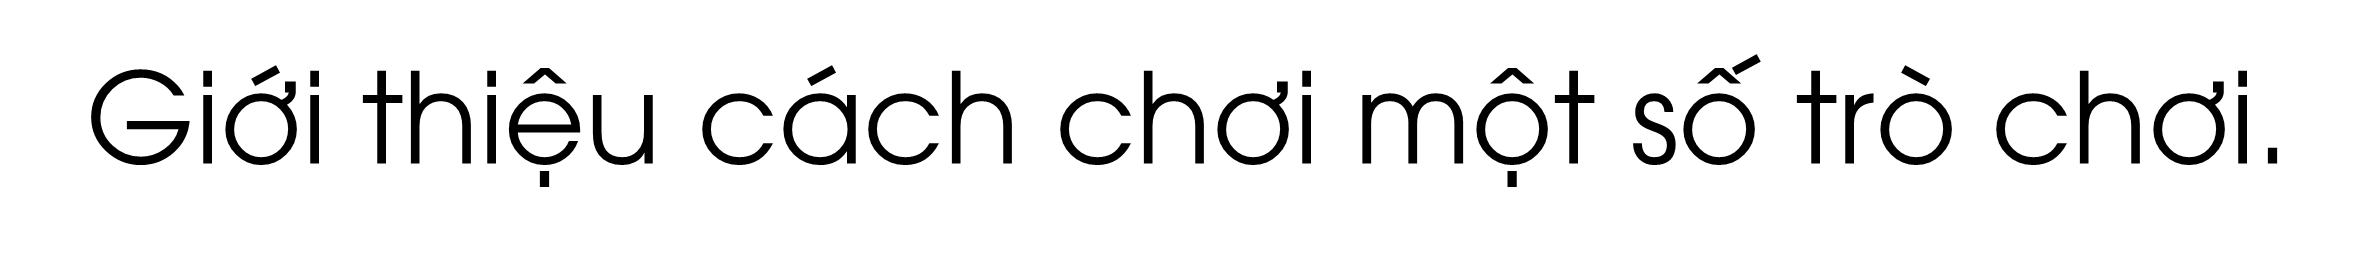 Giới thiệu cách chơi một số trò chơi.